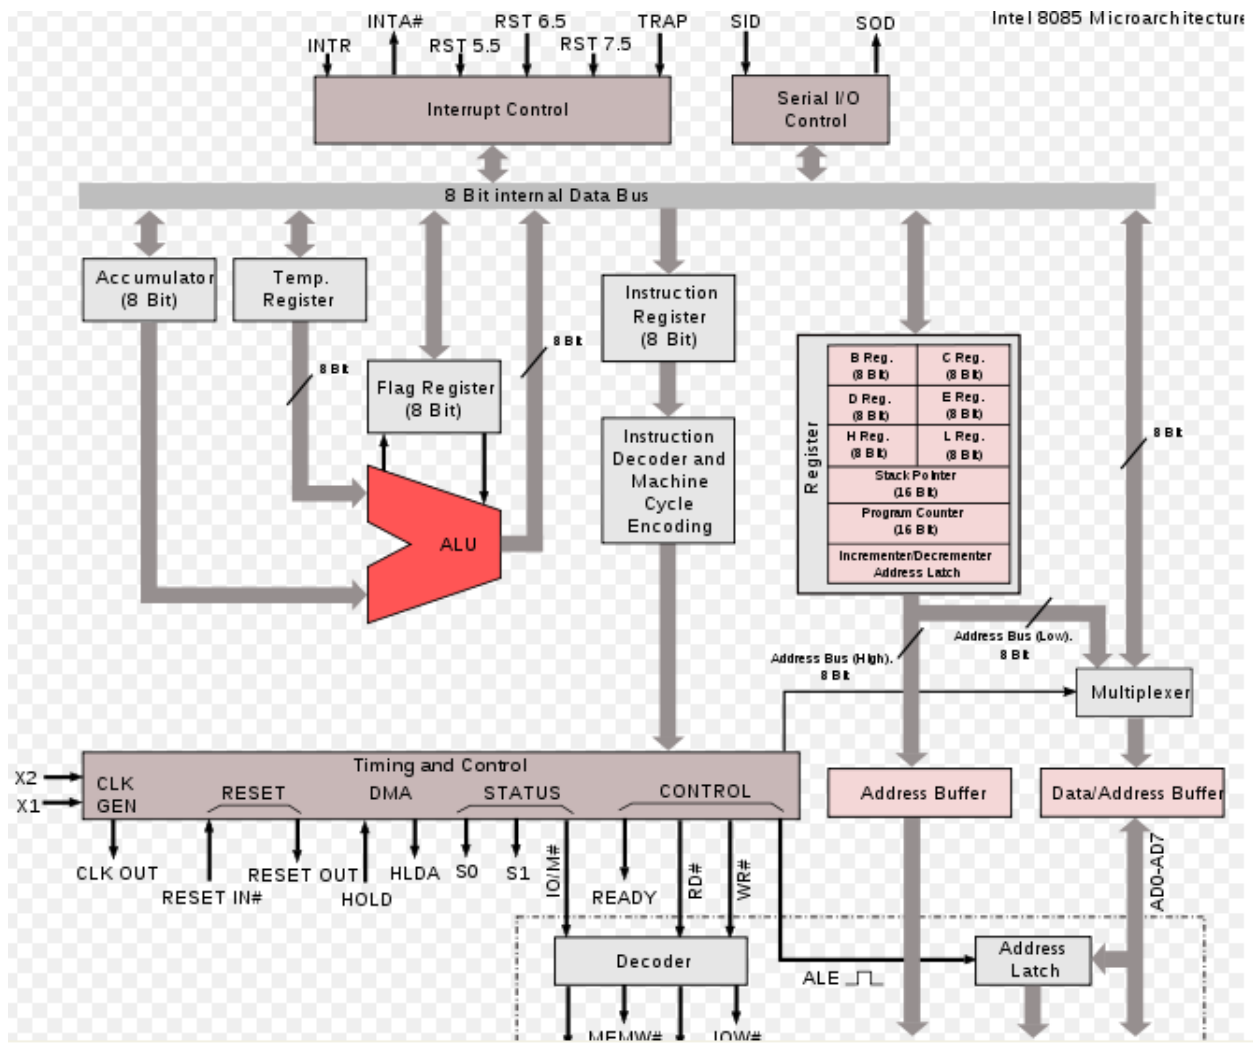 Intel 8085 Microarchitecture
INTA#
RST 6.5
TRAP
SID
SOD
INTR
RST 5.5
RST 7.5
Interrupt Control
Serial I/O
Control
8 Bit internal Data Bus
Accumulator
(8 Bit)
Temp.
Register
8 Bit
Flag Register
(8 Bit)
8 Bit
ALU
Instruction
Register
(8 Bit)
Instruction
Decoder and
Machine
Cycle
Encoding
Register
B Reg.
(8 Bit)
C Reg.
(8 Bit)
D Reg.
(8 Bit)
E Reg.
(8 Bit)
H Reg.
(8 Bit)
L Reg.
(8 Bit)
Stack Pointer
(16 Bit)
Program Counter
(16 Bit)
Incrementer/Decrementer
Address Latch
8 Bit
Address Bus (Low).
8 Bit
Address Bus (High).
8 Bit
Multiplexer
Timing and Control
X2
X1
CLK
GEN
RESET
DMA
STATUS
CONTROL
Address Buffer
Data/Address Buffer
CLK OUT
RESET IN#
RESET OUT
HOLD
HLDA
S0
S1
IO/M#
READY
RD#
WR#
AD0-AD7
Decoder
ALE
Address
Latch
MEMW#
IOW#